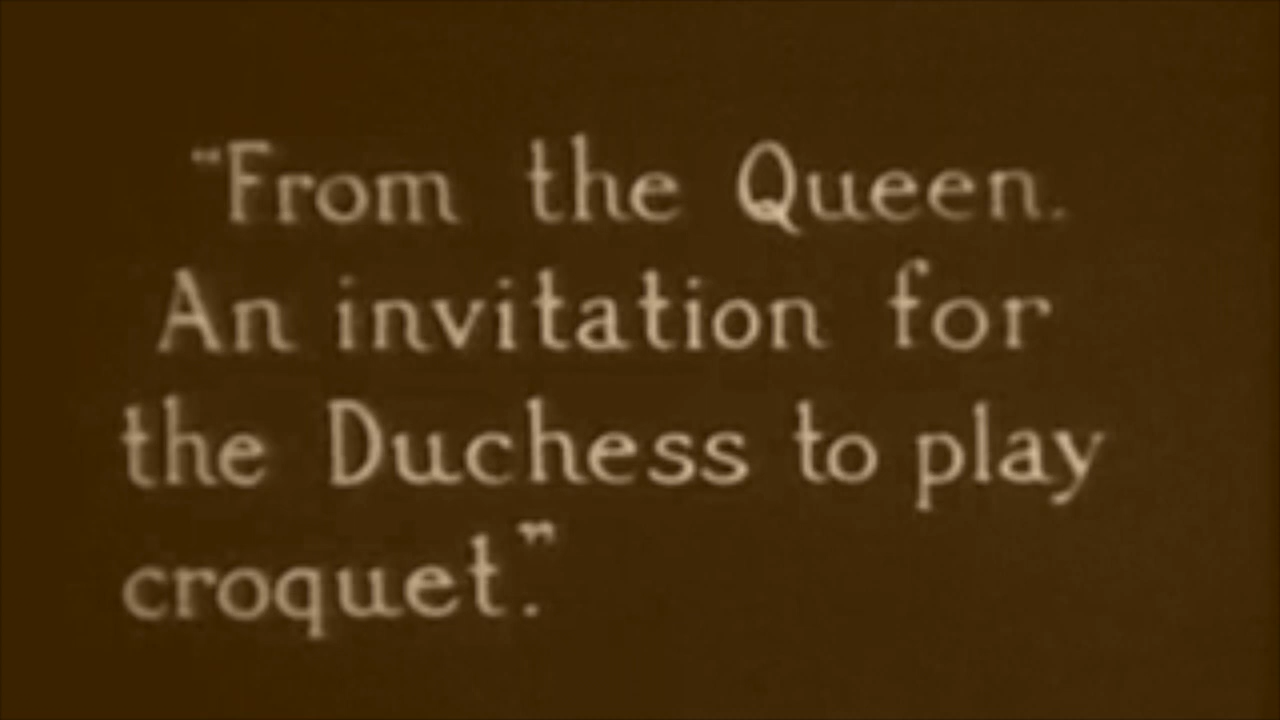 “From the Queen.
An invitation for
the Duchess to play
croquet.”